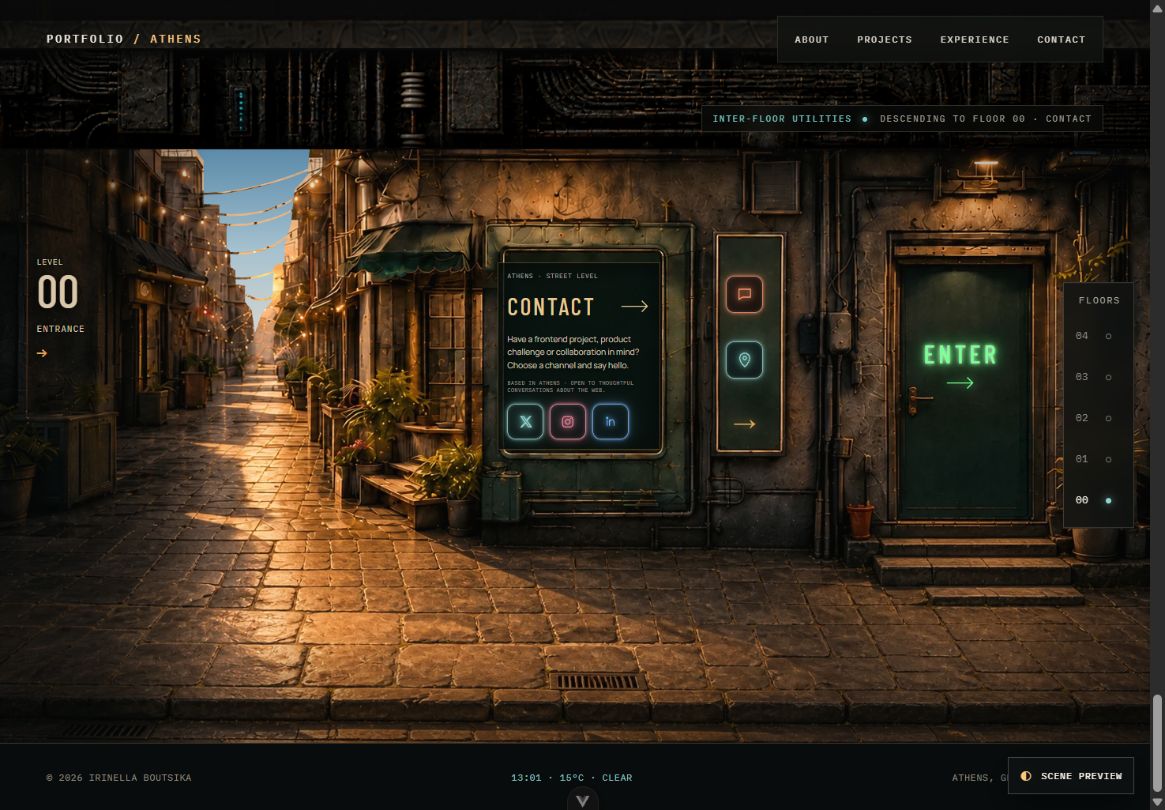 PORTFOLIO / ATHENS
ABOUT PROJECTS EXPERIENCE CONTACT
INTER-FLOOR UTILITIES DESCENDING TO FLOOR 00 · CONTACT
LEVEL
00
ENTRANCE
ATHENS · STREET LEVEL
CONTACT
Have a frontend project, product
challenge or collaboration in mind?
Choose a channel and say hello.
BASED IN ATHENS · OPEN TO THOUGHTFUL
CONVERSATIONS ABOUT THE WEB.
X
in
ENTER
FLOORS
04
03
02
01
00
© 2026 IRINELLA BOUTSIKA
13:01 · 15°C · CLEAR
ATHENS,
SCENE PREVIEW